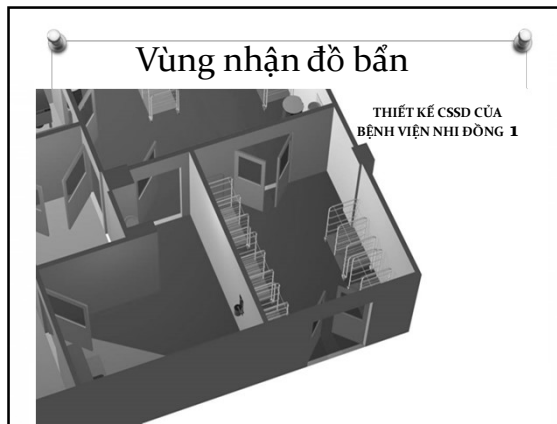 Vùng nhận đồ bẩn
THIẾT KẾ CSSD CỦA
BỆNH VIỆN NHI ĐỒNG 1